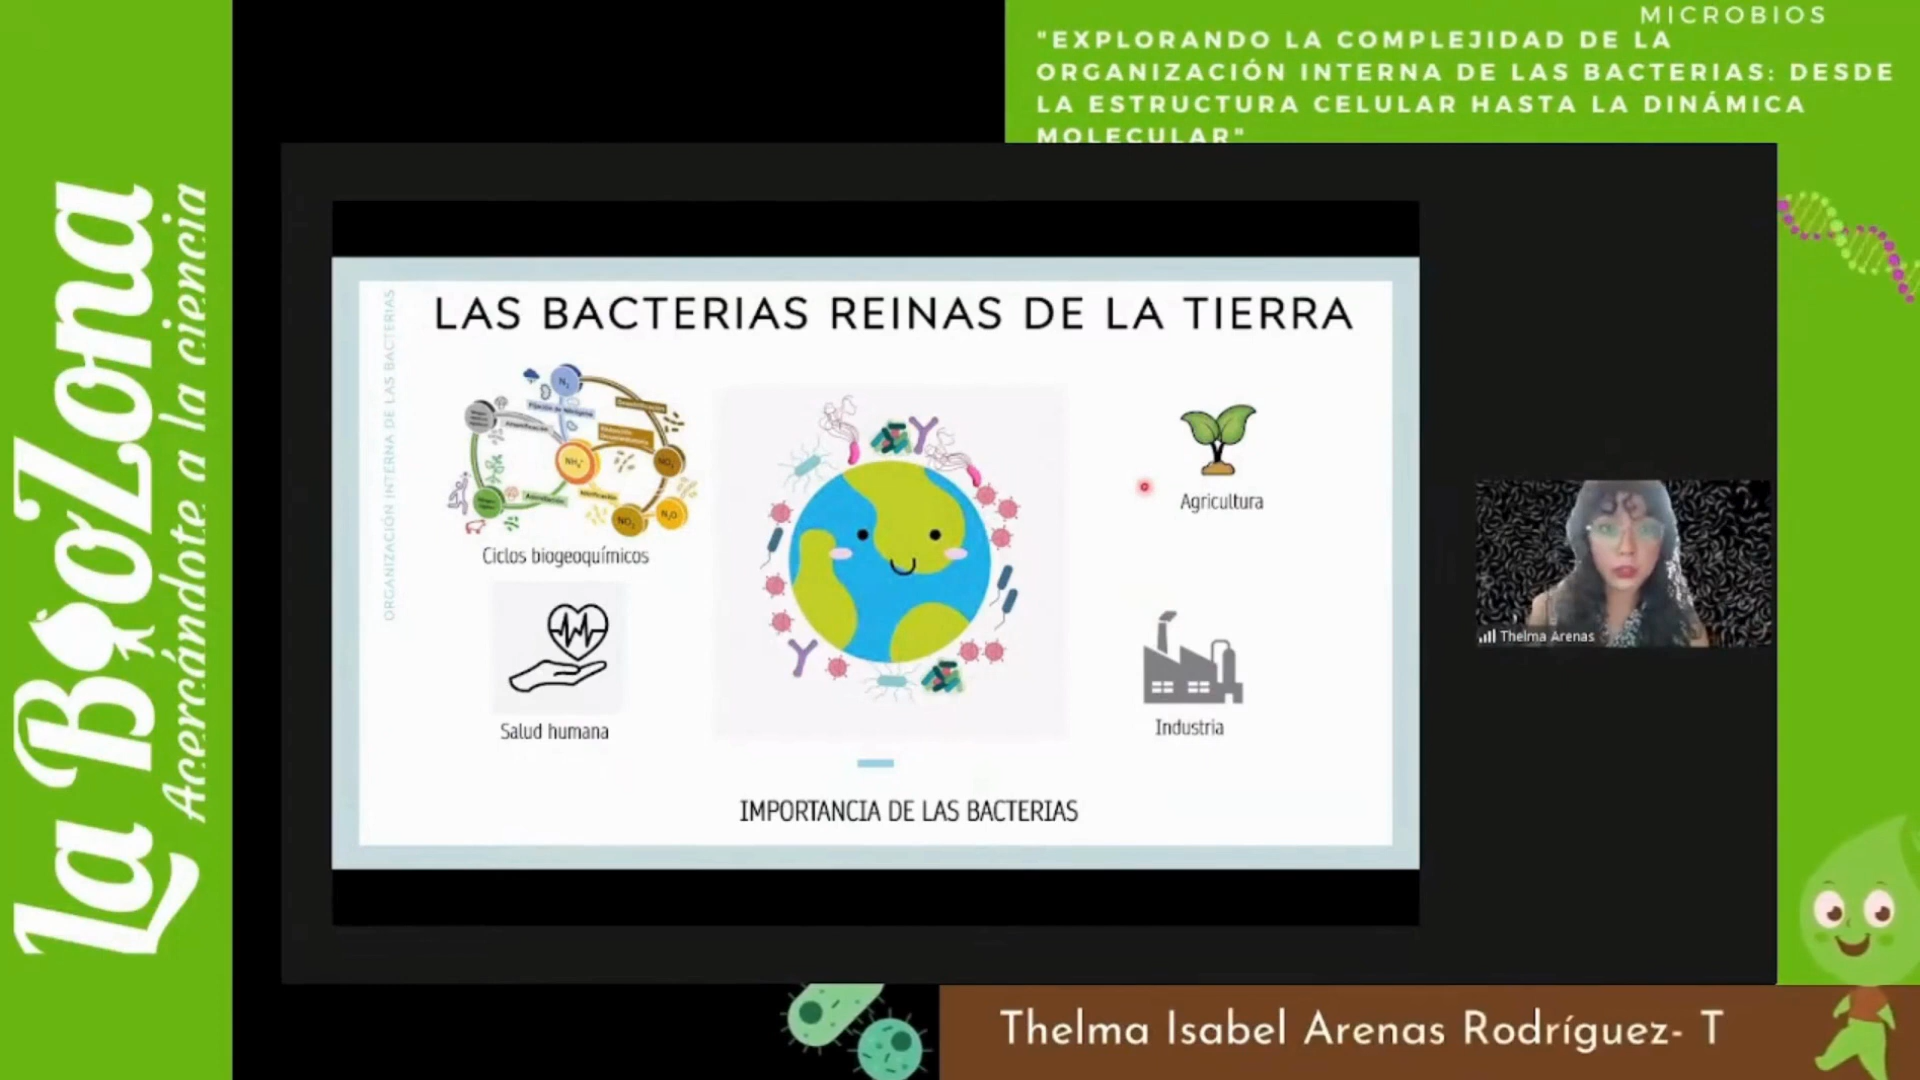 La BioZona
Acercándote a la ciencia
MICROBIOS
"EXPLORANDO LA COMPLEJIDAD DE LA
ORGANIZACIÓN INTERNA DE LAS BACTERIAS: DESDE
LA ESTRUCTURA CELULAR HASTA LA DINÁMICA
MOLECULAR"
ORGANIZACIÓN INTERNA DE LAS BACTERIAS
LAS BACTERIAS REINAS DE LA TIERRA
Ciclos biogeoquímicos
Agricultura
Salud humana
Industria
IMPORTANCIA DE LAS BACTERIAS
Thelma Arenas
Thelma Isabel Arenas Rodríguez- T